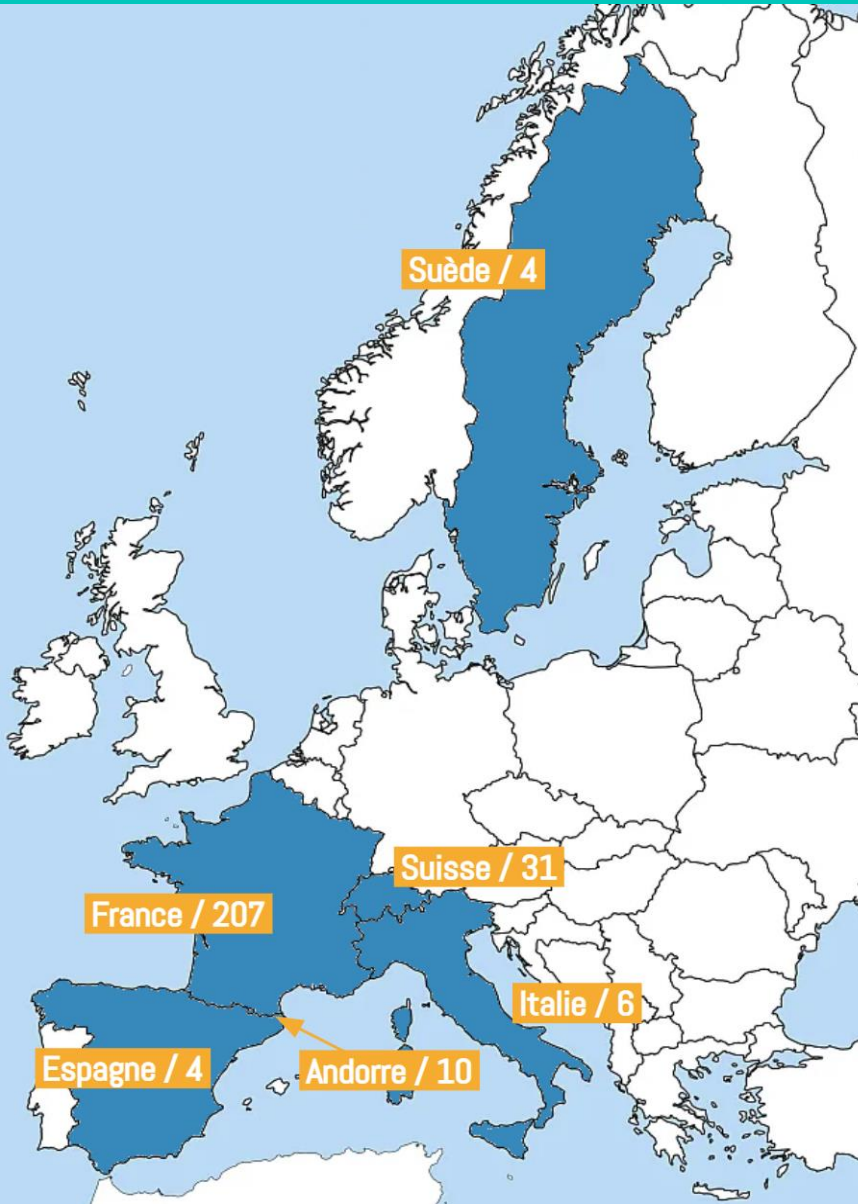 Suède / 4
Suisse / 31
France / 207
Italie / 6
Espagne / 4
Andorre / 10